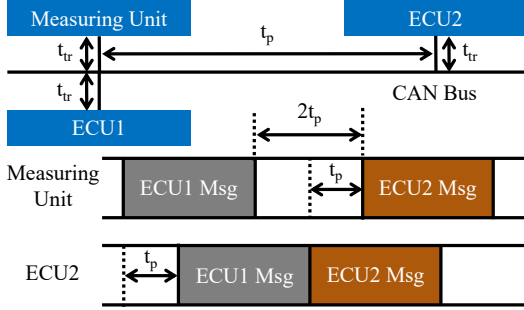 Measuring Unit
ECU2
t_tr
t_p
t_tr
t_tr
CAN Bus
ECU1
2t_p
Measuring
Unit
ECU1 Msg
t_p
ECU2 Msg
t_p
ECU2
ECU1 Msg
ECU2 Msg